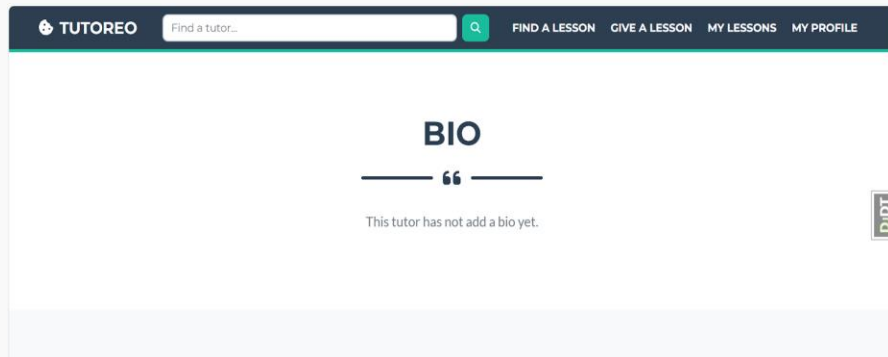 TUTOREO Find a tutor... FIND A LESSON GIVE A LESSON MY LESSONS MY PROFILE
BIO
This tutor has not add a bio yet.
DjDT